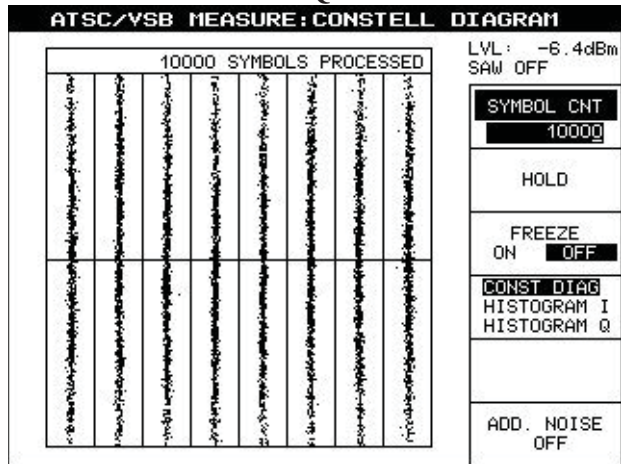 ATSC/VSB MEASURE:CONSTELL DIAGRAM
LVL: -6.4dBm
SAW OFF
10000 SYMBOLS PROCESSED
SYMBOL CNT
10000
HOLD
FREEZE
ON OFF
CONST DIAG
HISTOGRAM I
HISTOGRAM Q
ADD. NOISE
OFF